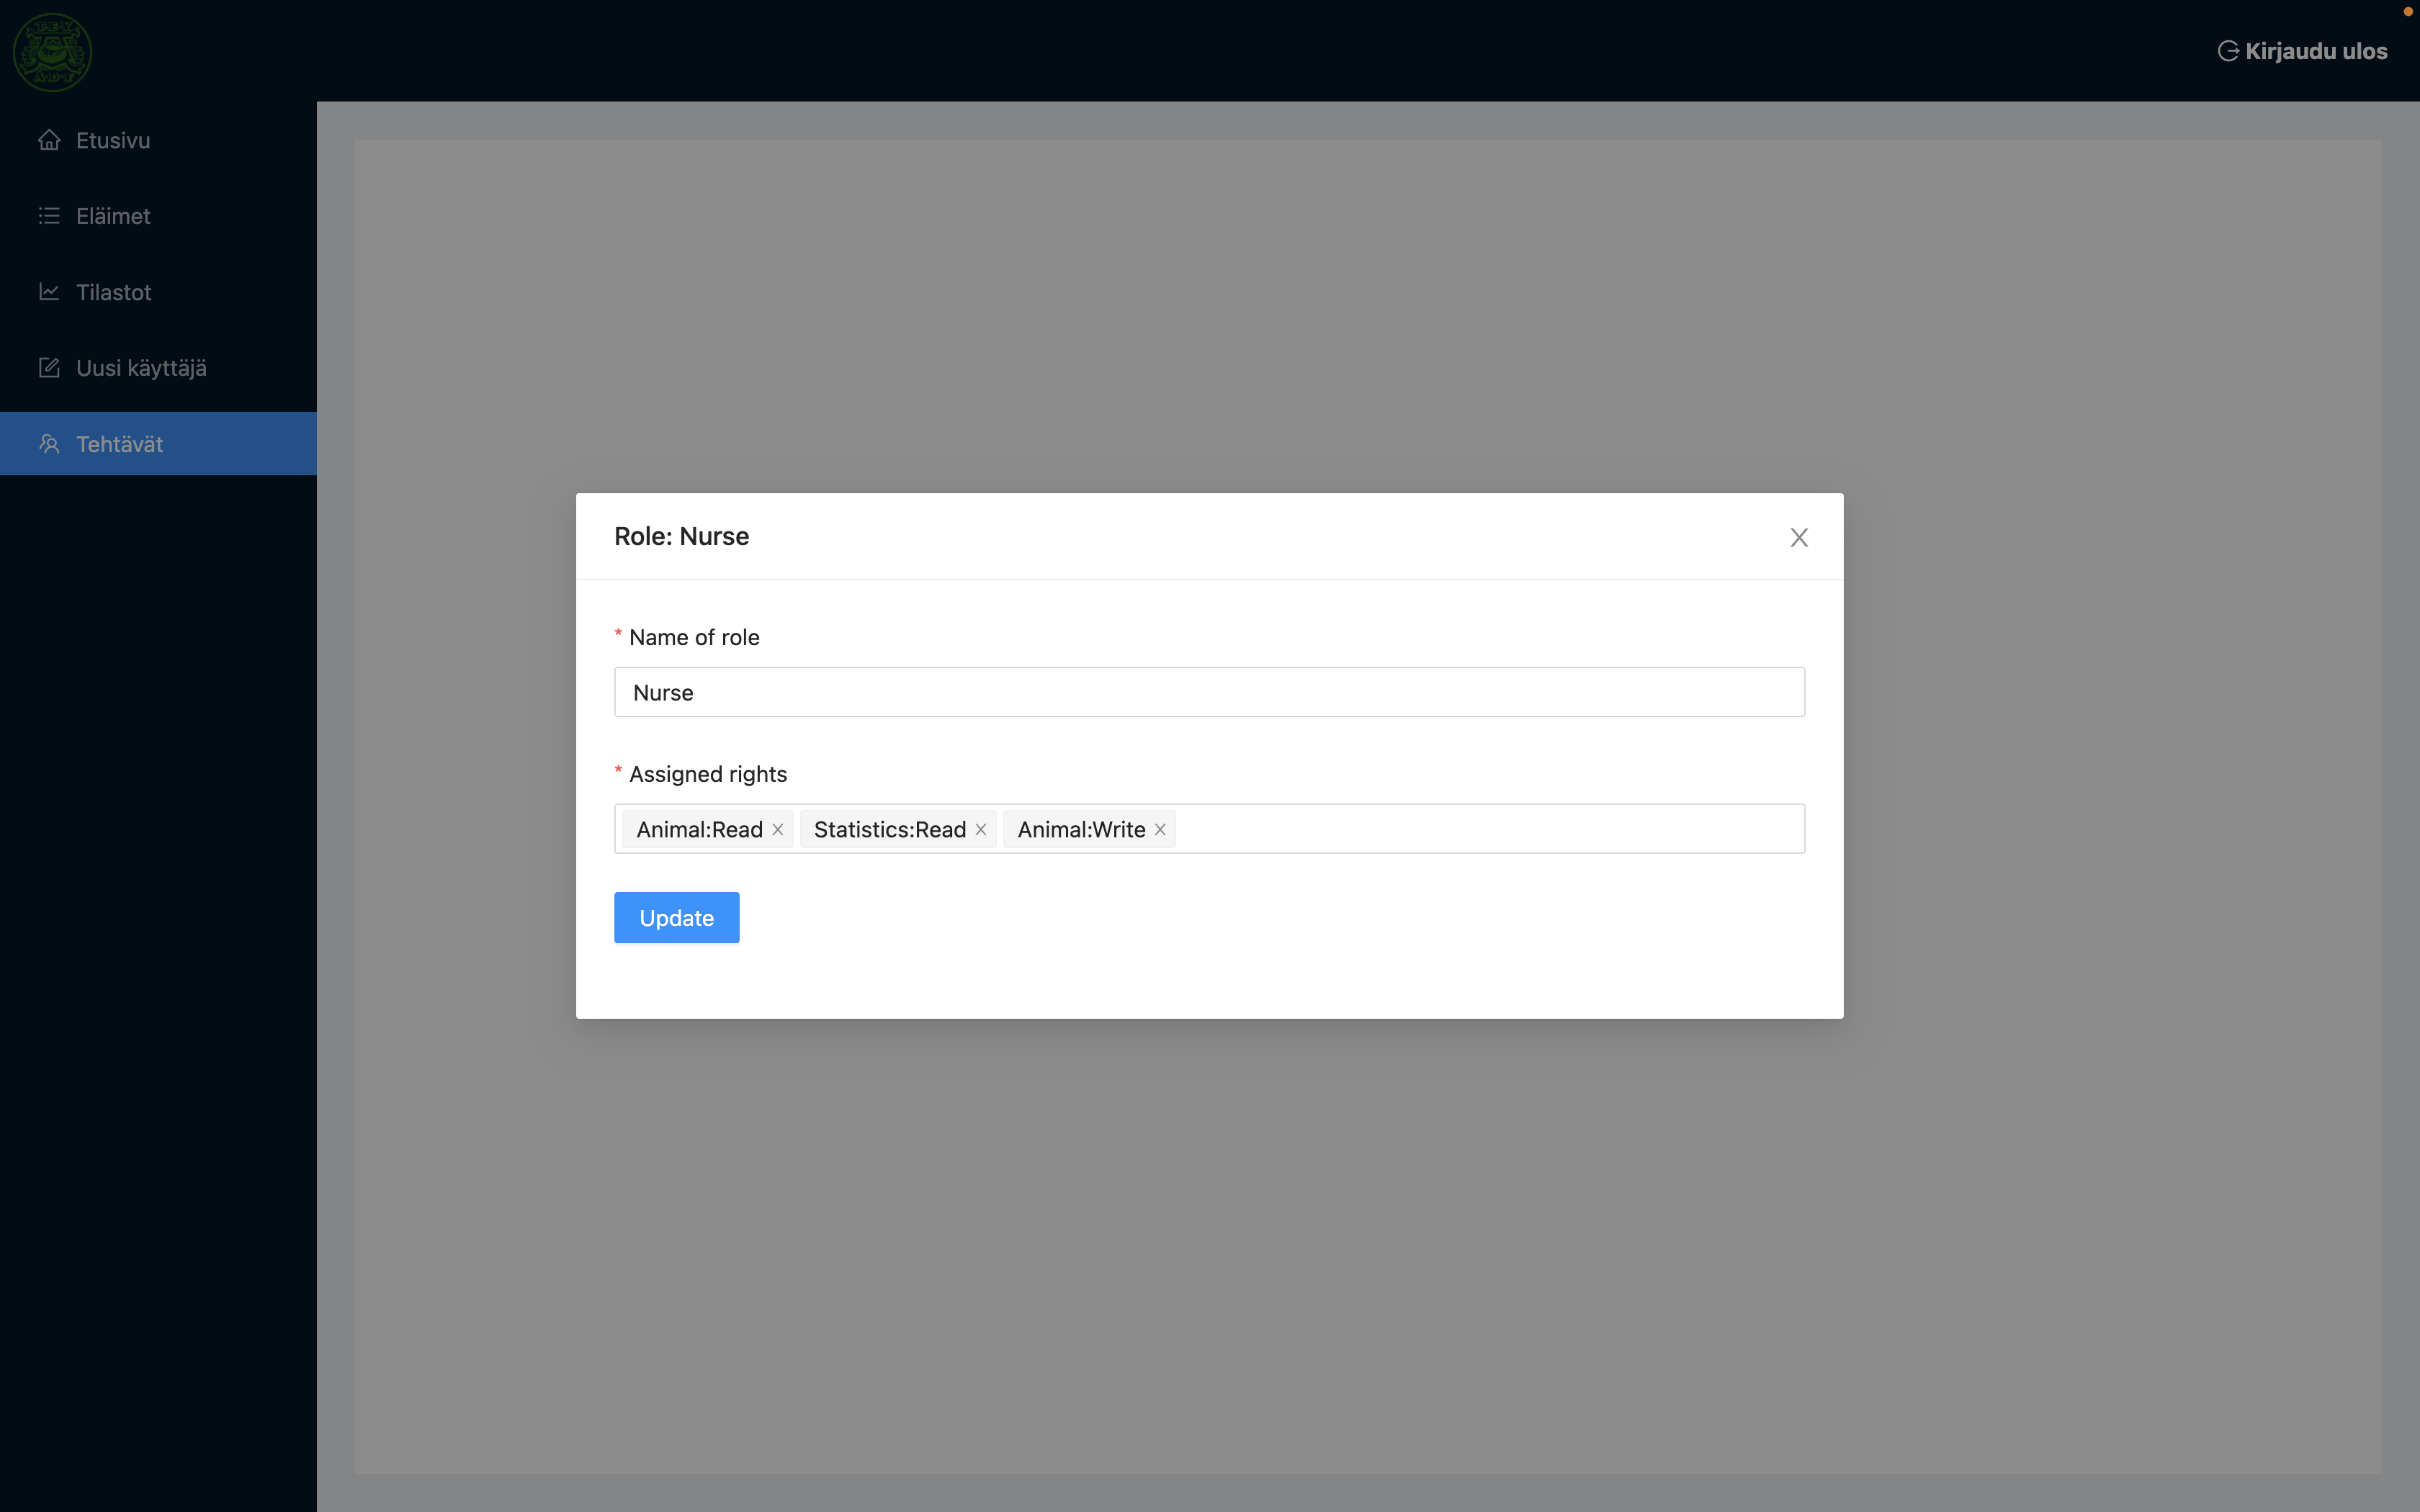 Kirjaudu ulos
Etusivu
Eläimet
Tilastot
Uusi käyttäjä
Tehtävät
Role: Nurse
* Name of role
Nurse
* Assigned rights
Animal:Read Statistics:Read Animal:Write
Update